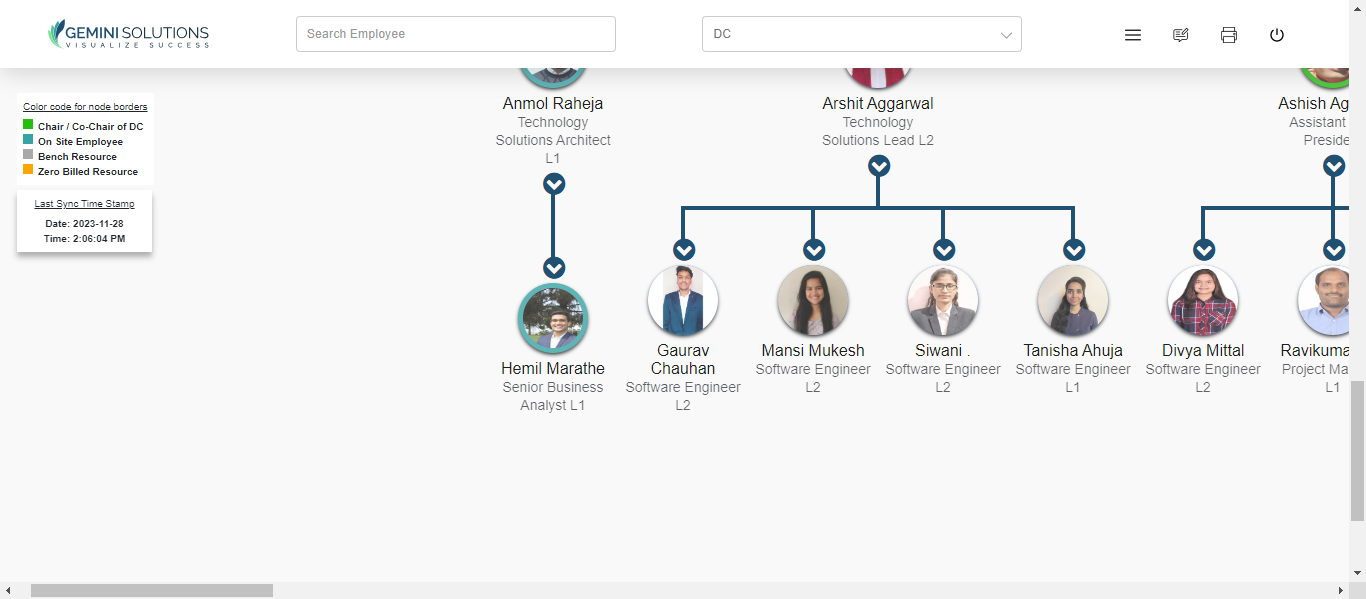 GEMINI SOLUTIONS
VISUALIZE SUCCESS
Search Employee
DC
Color code for node borders
Chair / Co-Chair of DC
On Site Employee
Bench Resource
Zero Billed Resource
Last Sync Time Stamp
Date: 2023-11-28
Time: 2:06:04 PM
Anmol Raheja
Technology
Solutions Architect
L1
Arshit Aggarwal
Technology
Solutions Lead L2
Ashish Ag
Assistant
Preside
Hemil Marathe
Senior Business
Analyst L1
Gaurav
Chauhan
Software Engineer
L2
Mansi Mukesh
Software Engineer
L2
Siwani .
Software Engineer
L2
Tanisha Ahuja
Software Engineer
L1
Divya Mittal
Software Engineer
L2
Ravikuma
Project Ma
L1